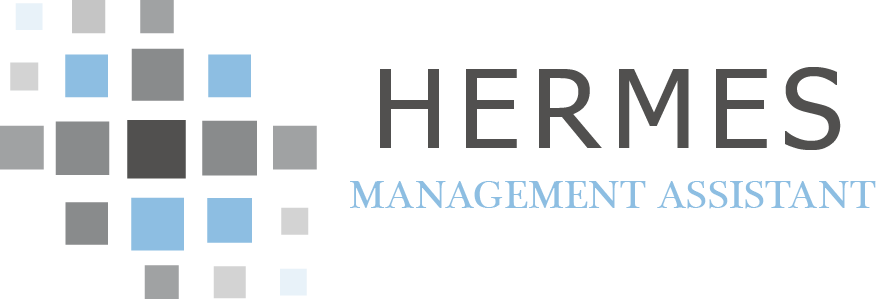 HERMES
MANAGEMENT ASSISTANT